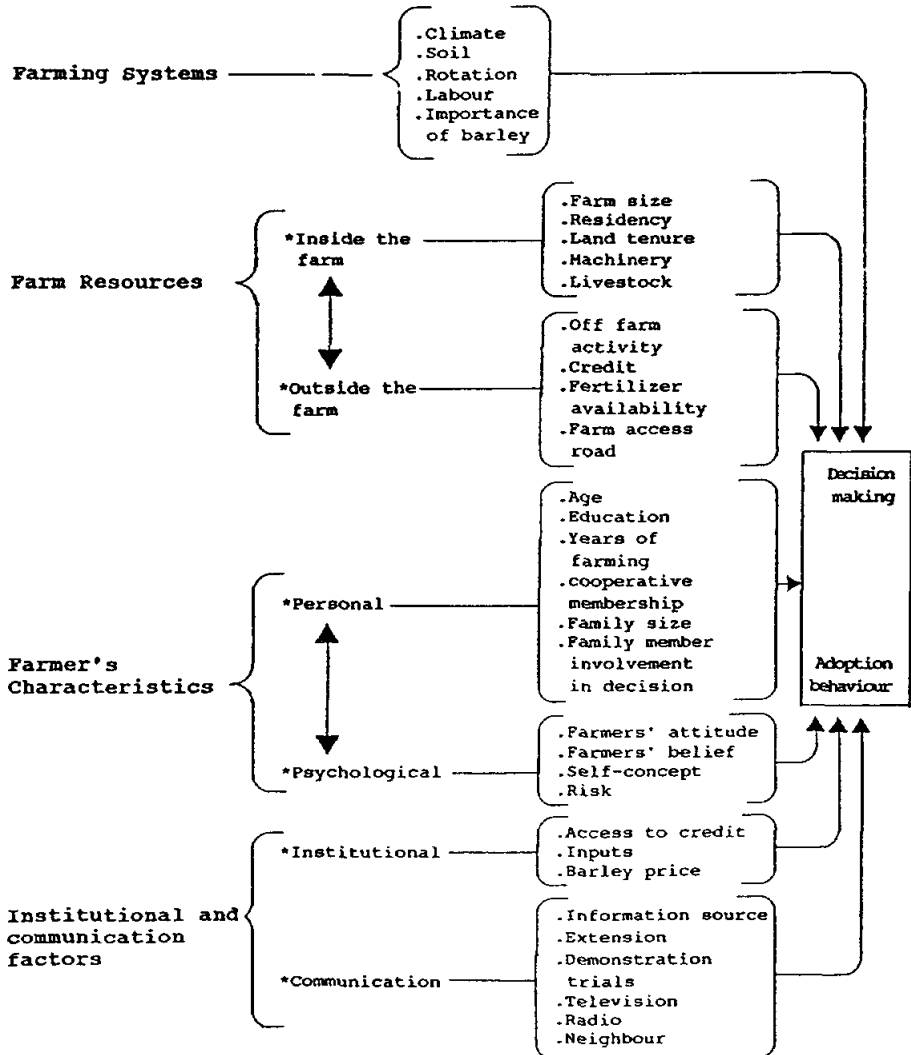 Farming Systems
.Climate
.Soil
.Rotation
.Labour
.Importance
of barley
Farm Resources
*Inside the
farm
.Farm size
.Residency
.Land tenure
.Machinery
.Livestock
*Outside the
farm
.Off farm
activity
.Credit
.Fertilizer
availability
.Farm access
road
Decision
making
Adoption
behaviour
Farmer's
Characteristics
*Personal
.Age
.Education
.Years of
farming
.cooperative
membership
.Family size
.Family member
involvement
in decision
*Psychological
.Farmers' attitude
.Farmers' belief
.Self-concept
.Risk
Institutional and
communication
factors
*Institutional
.Access to credit
.Inputs
.Barley price
*Communication
.Information source
.Extension
.Demonstration
trials
.Television
.Radio
.Neighbour